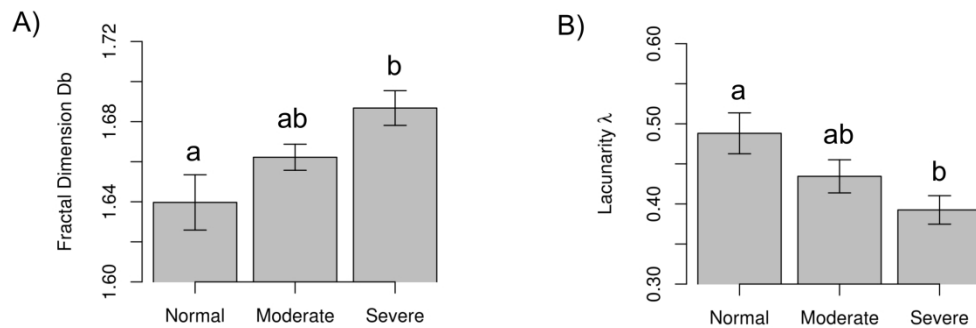 A)
Fractal Dimension Db
1.72
1.68
1.64
1.60
a
ab
b
Normal Moderate Severe
B)
Lacunarity λ
0.60
0.50
0.40
0.30
a
ab
b
Normal Moderate Severe